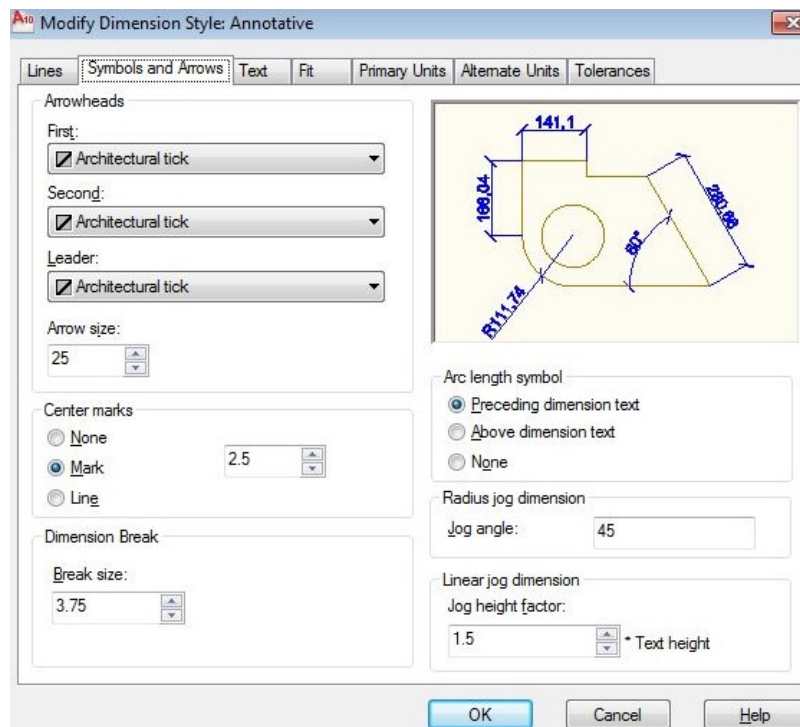 A10 Modify Dimension Style: Annotative
Lines Symbols and Arrows Text Fit Primary Units Alternate Units Tolerances
Arrowheads
First:
Architectural tick
Second:
Architectural tick
Leader:
Architectural tick
Arrow size:
25
Center marks
None
Mark
Line
2.5
Dimension Break
Break size:
3.75
141,1
166,04
60°
R111,74
Arc length symbol
Preceding dimension text
Above dimension text
None
Radius jog dimension
Jog angle:
45
Linear jog dimension
Jog height factor:
1.5
* Text height
OK Cancel Help